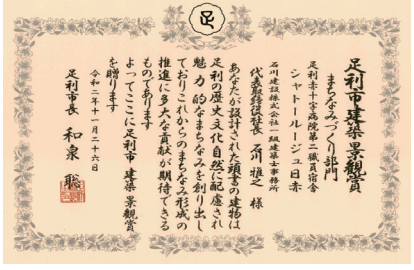 足利市建築景観賞
まちなみづくり部門
足利赤十字病院第二職員宿舎
シャトールージュ日赤
石川建設株式会社一級建築士事務所
代表取締役社長 石川 雅之 様
あなたが設計された頭書の建物は
足利の歴史文化自然に配慮され
魅力的なまちなみを創り出し
ておりこれからのまちなみ形成の
推進に多大な貢献が期待できる
ものであります
よってここに足利市建築景観賞
を贈ります
令和二年十一月二十六日
足利市長 和泉 聡